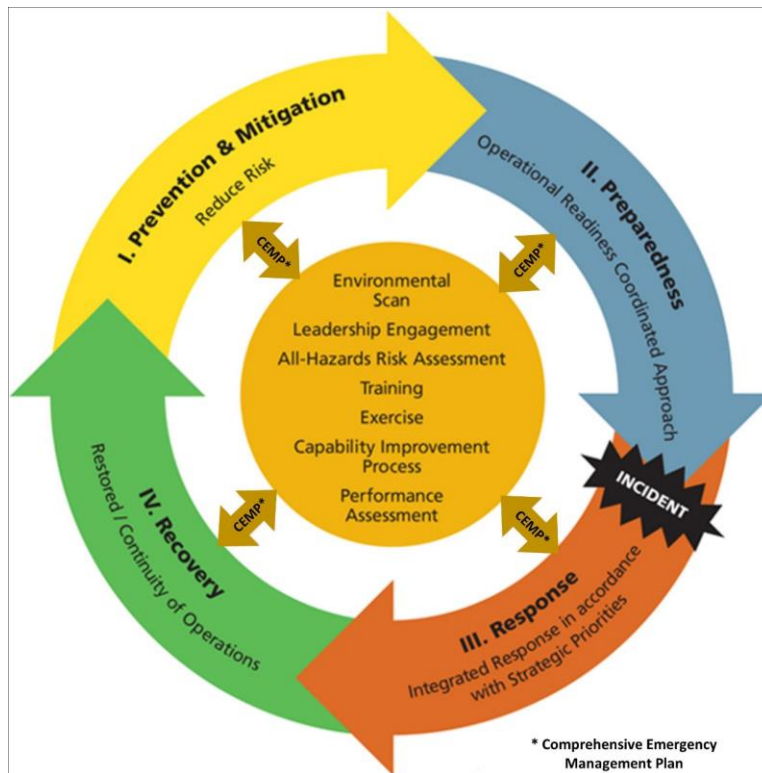 I. Prevention & Mitigation
Reduce Risk
II. Preparedness
Operational Readiness Coordinated Approach
CEMP*
CEMP*
Environmental
Scan
Leadership Engagement
All-Hazards Risk Assessment
Training
Exercise
Capability Improvement
Process
Performance
Assessment
INCIDENT
CEMP*
CEMP*
IV. Recovery
Restored / Continuity of Operations
III. Response
Integrated Response in accordance
with Strategic Priorities
* Comprehensive Emergency
Management Plan